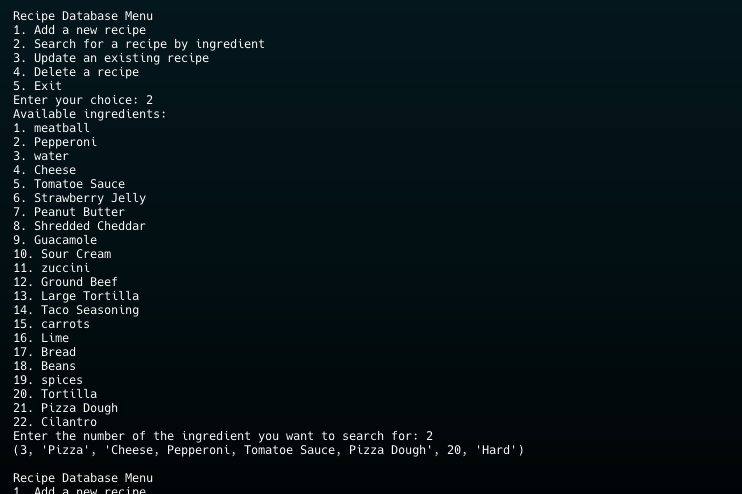 Recipe Database Menu
1. Add a new recipe
2. Search for a recipe by ingredient
3. Update an existing recipe
4. Delete a recipe
5. Exit
Enter your choice: 2
Available ingredients:
1. meatball
2. Pepperoni
3. water
4. Cheese
5. Tomatoe Sauce
6. Strawberry Jelly
7. Peanut Butter
8. Shredded Cheddar
9. Guacamole
10. Sour Cream
11. zuccini
12. Ground Beef
13. Large Tortilla
14. Taco Seasoning
15. carrots
16. Lime
17. Bread
18. Beans
19. spices
20. Tortilla
21. Pizza Dough
22. Cilantro
Enter the number of the ingredient you want to search for: 2
(3, 'Pizza', 'Cheese, Pepperoni, Tomatoe Sauce, Pizza Dough', 20, 'Hard')
Recipe Database Menu
1. Add a new recipe